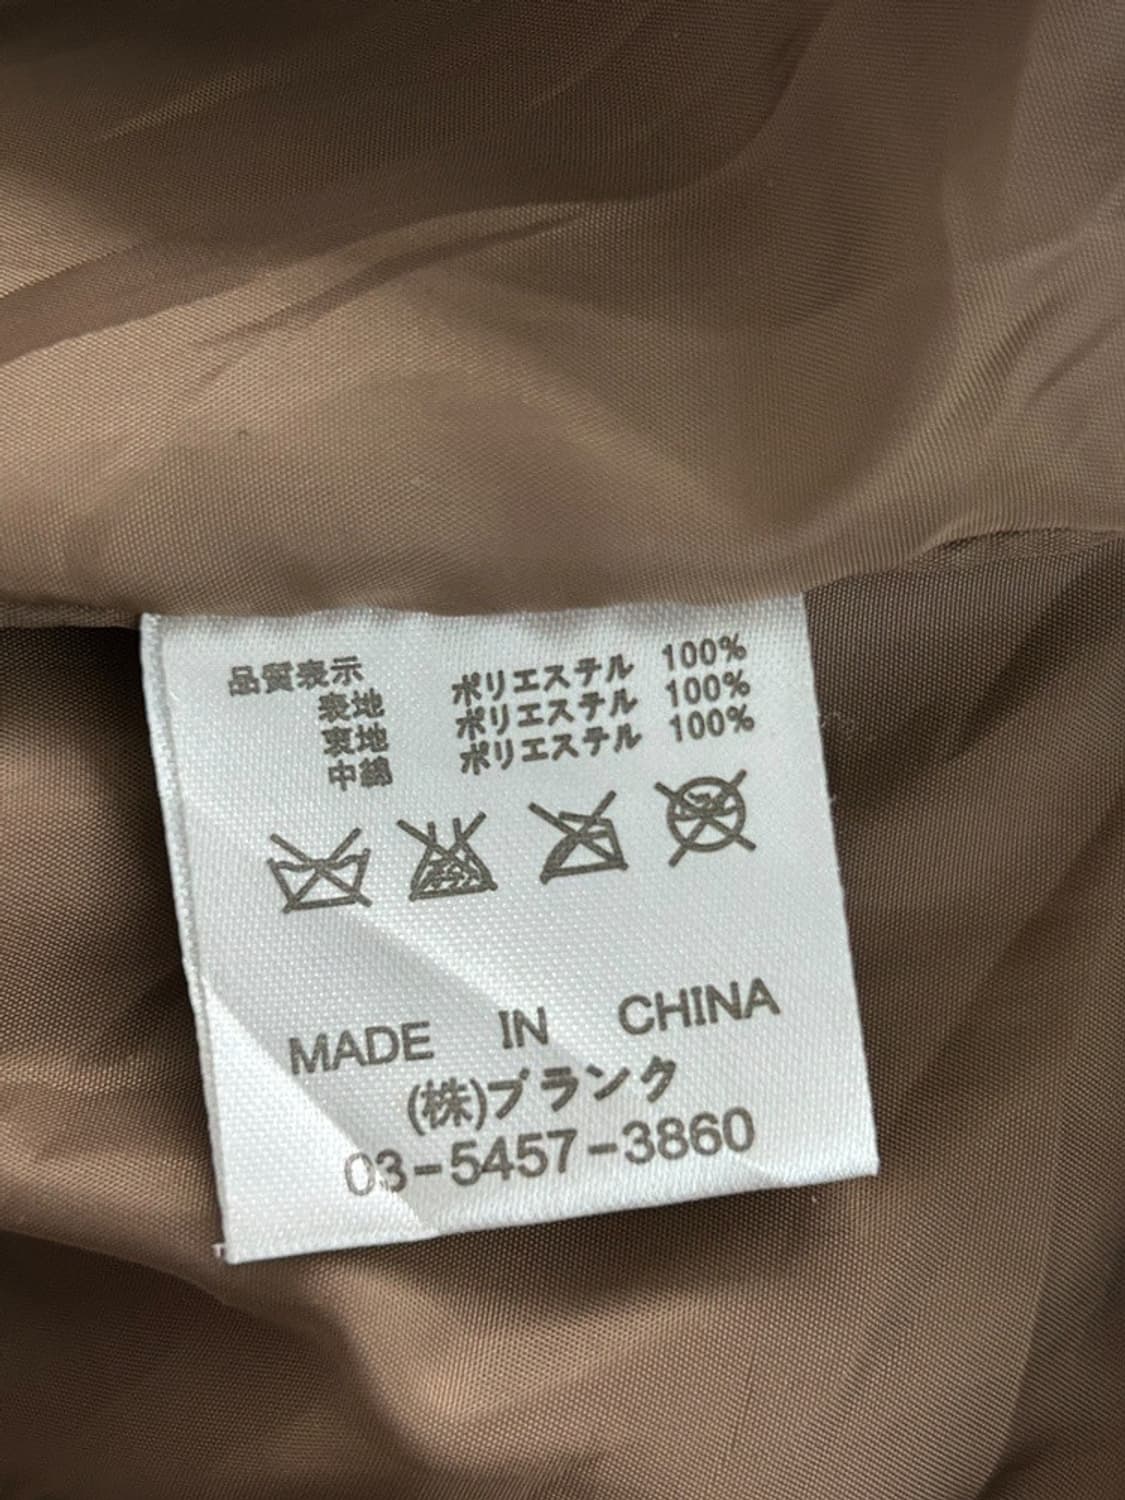 品質表示
表地 ポリエステル 100%
裏地 ポリエステル 100%
中綿 ポリエステル 100%
MADE IN CHINA
(株)ブランク
03-5457-3860